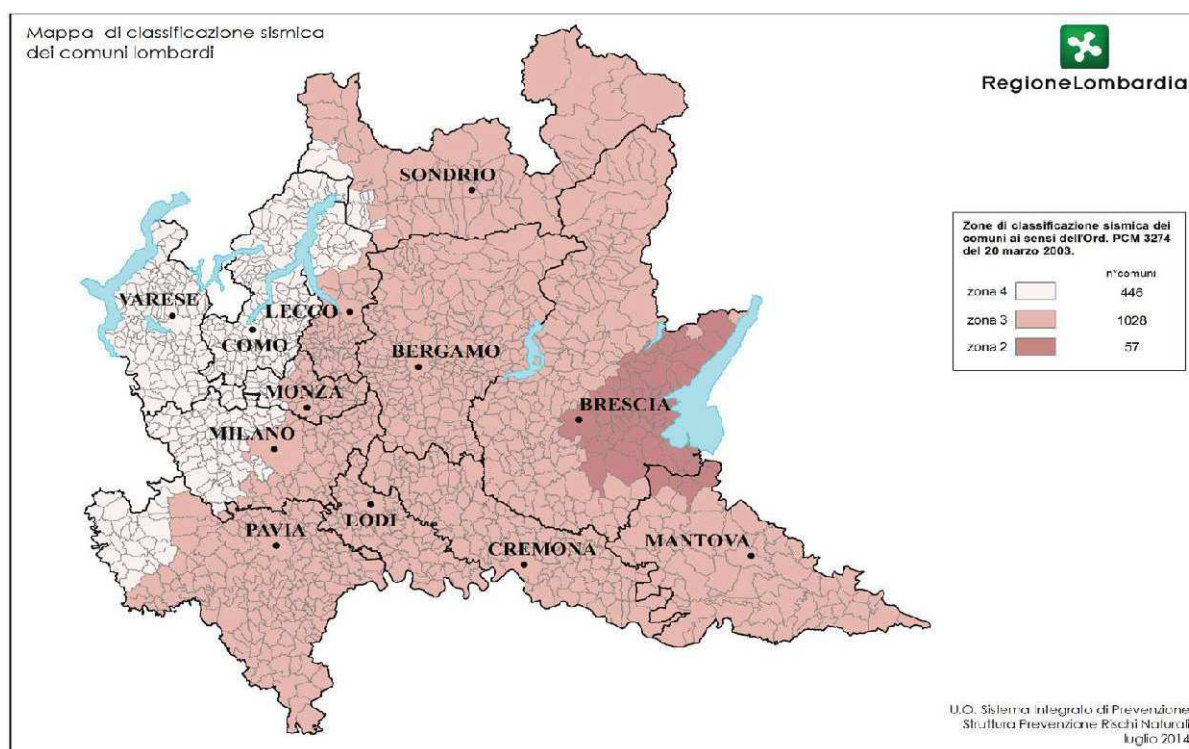 Mappa di classificazione sismica
dei comuni lombardi
RegioneLombardia
SONDRIO
VARESE
LECCO
COMO
BERGAMO
MONZA
BRESCIA
MILANO
PAVIA
LODI
CREMONA
MANTOVA
Zone di classificazione sismica dei
comuni ai sensi dell'Ord. PCM 3274
del 20 marzo 2003.
n°comuni
zona 4 446
zona 3 1028
zona 2 57
U.O. Sistema Integrato di Prevenzione
Struttura Prevenzione Rischi Naturali
luglio 2014